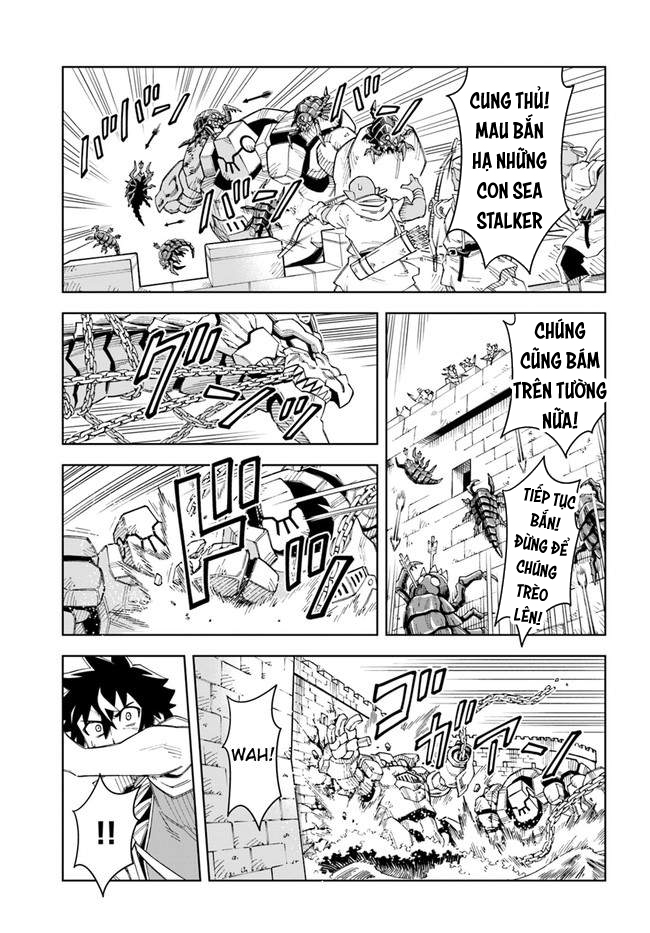 CUNG THỦ!
MAU BẮN
HẠ NHỮNG
CON SEA
STALKER
CHÚNG
CŨNG BÁM
TRÊN TƯỜNG
NỮA!
TIẾP TỤC
BẮN!
ĐỪNG ĐỂ
CHÚNG
TRÈO
LÊN!
WAH!
!!